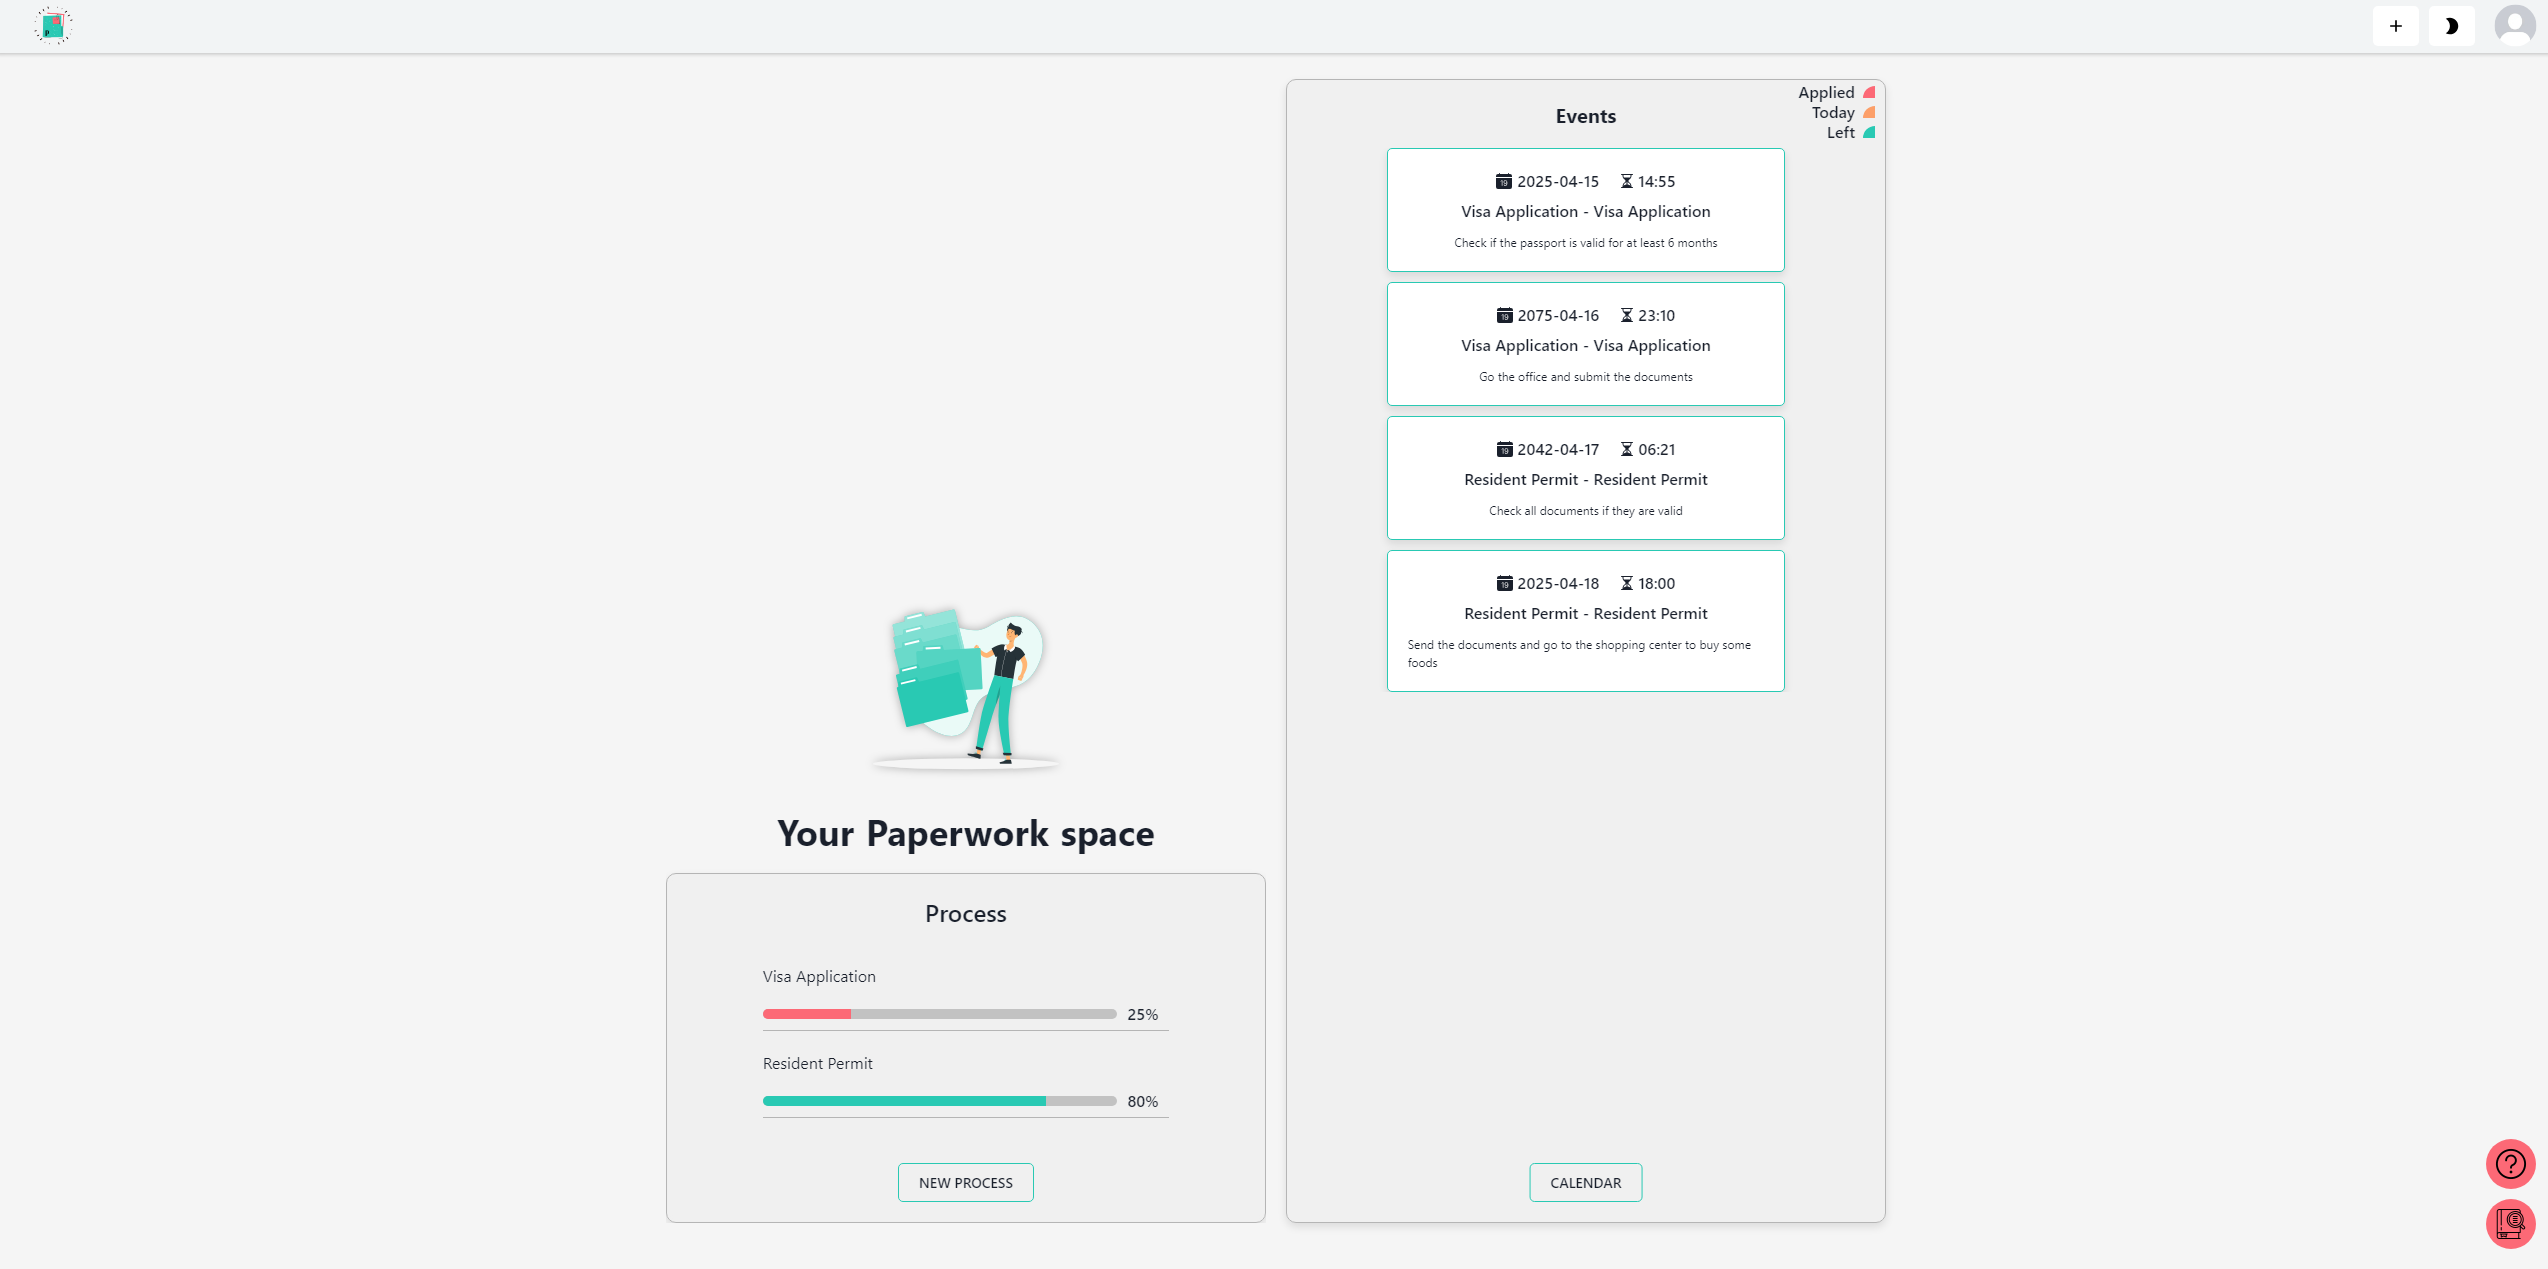 Your Paperwork space
Process
Visa Application
25%
Resident Permit
80%
NEW PROCESS
Events
Applied
Today
Left
2025-04-15 14:55
Visa Application - Visa Application
Check if the passport is valid for at least 6 months
2075-04-16 23:10
Visa Application - Visa Application
Go the office and submit the documents
2042-04-17 06:21
Resident Permit - Resident Permit
Check all documents if they are valid
2025-04-18 18:00
Resident Permit - Resident Permit
Send the documents and go to the shopping center to buy some
foods
CALENDAR